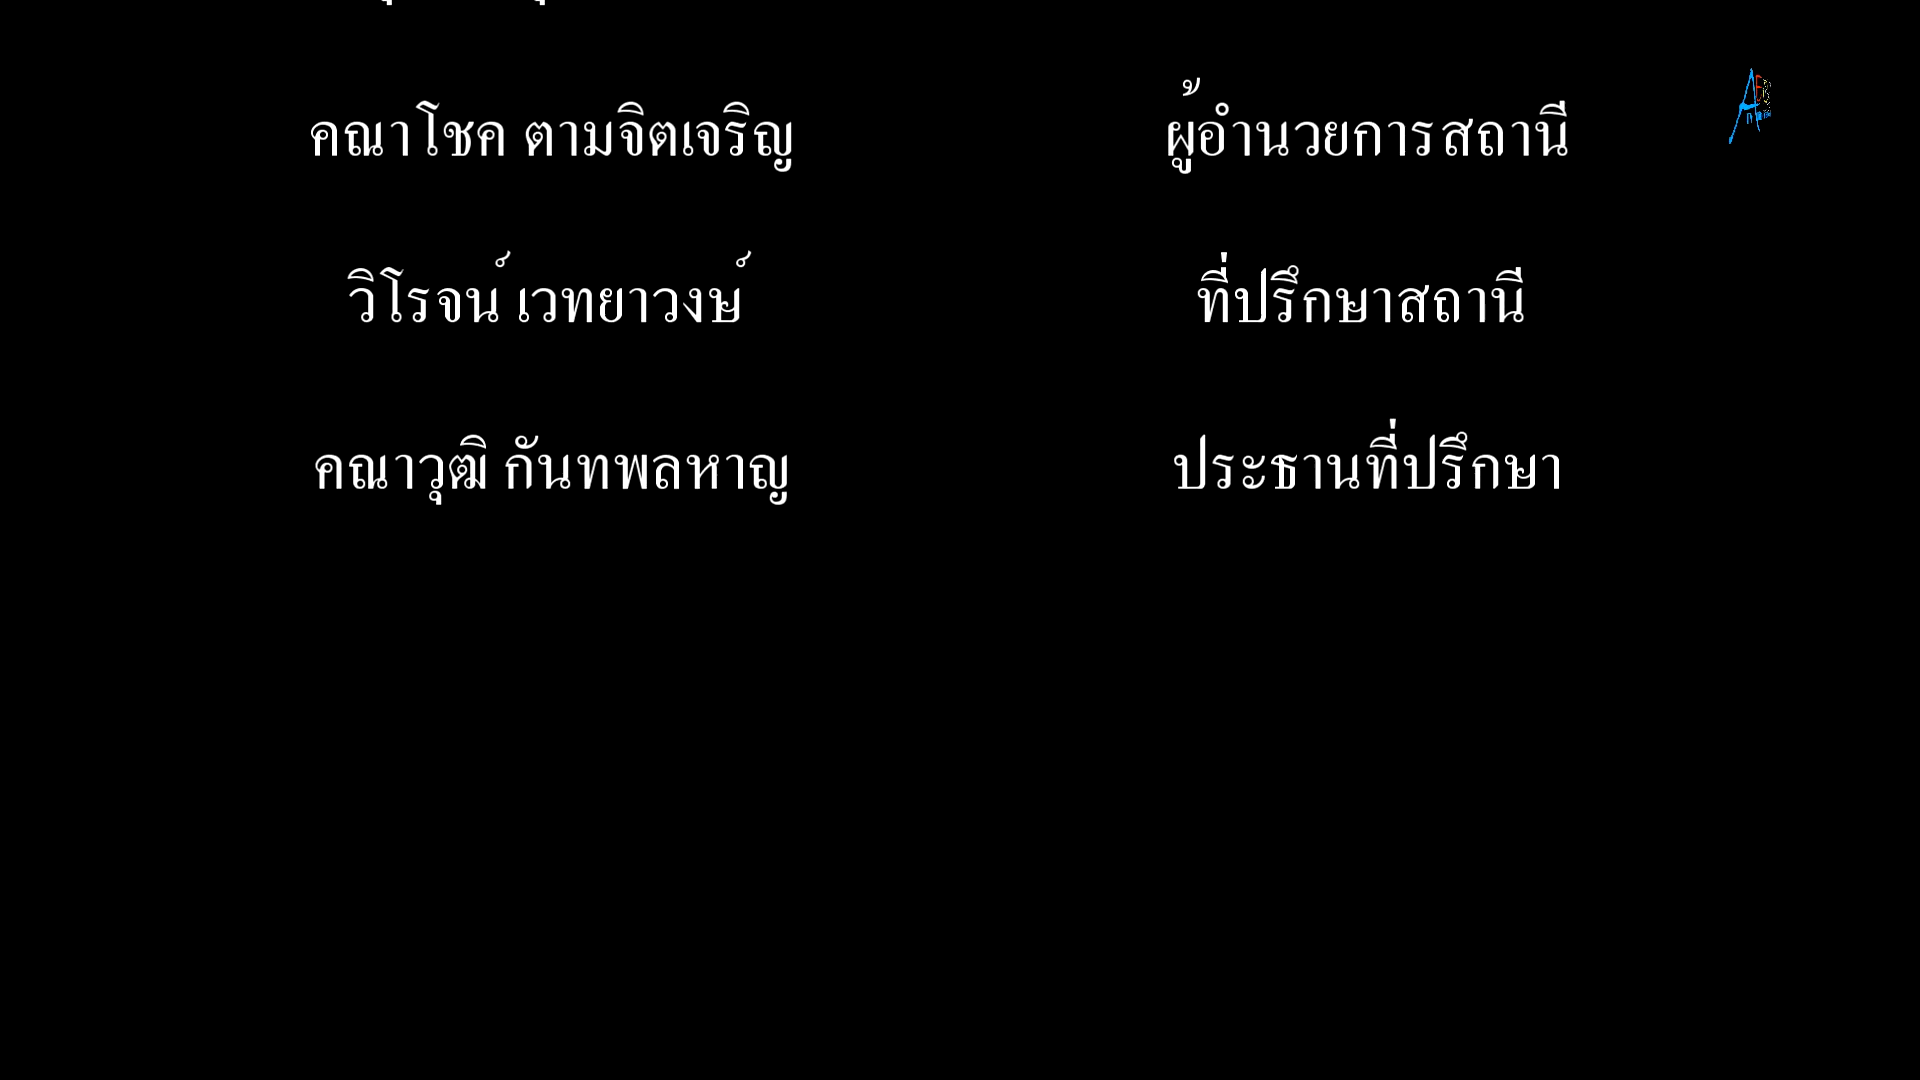 คณาโชค ตามจิตเจริญ ผู้อำนวยการสถานี
วิโรจน์ เวทยาวงษ์ ที่ปรึกษาสถานี
คณาวุฒิ กันทพลหาญ ประธานที่ปรึกษา